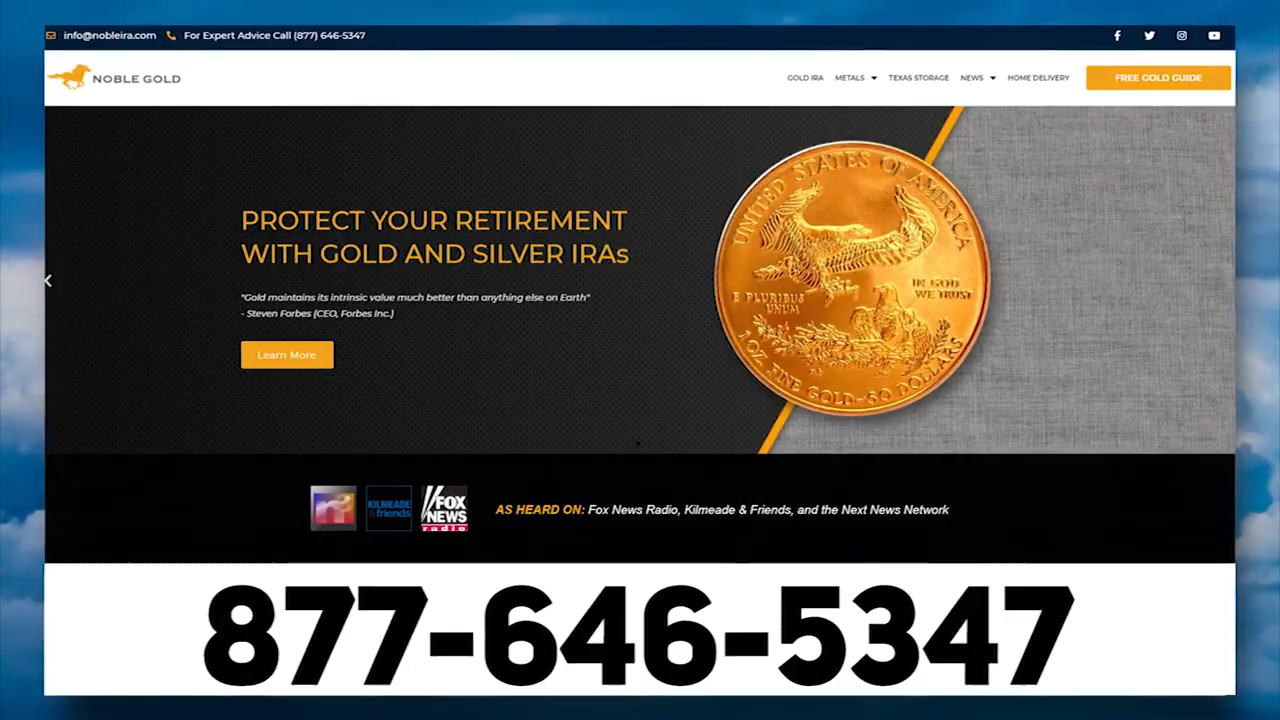 info@nobleira.com For Expert Advice Call (877) 646-5347
NOBLE GOLD
GOLD IRA METALS TEXAS STORAGE NEWS HOME DELIVERY FREE GOLD GUIDE
PROTECT YOUR RETIREMENT
WITH GOLD AND SILVER IRAs
"Gold maintains its intrinsic value much better than anything else on Earth"
- Steven Forbes (CEO, Forbes Inc.)
Learn More
UNITED STATES OF AMERICA
E PLURIBUS
UNUM
IN GOD
WE TRUST
1 OZ. FINE GOLD-50 DOLLARS
KILMEADE
& friends
FOX
NEWS
radio
AS HEARD ON: Fox News Radio, Kilmeade & Friends, and the Next News Network
877-646-5347